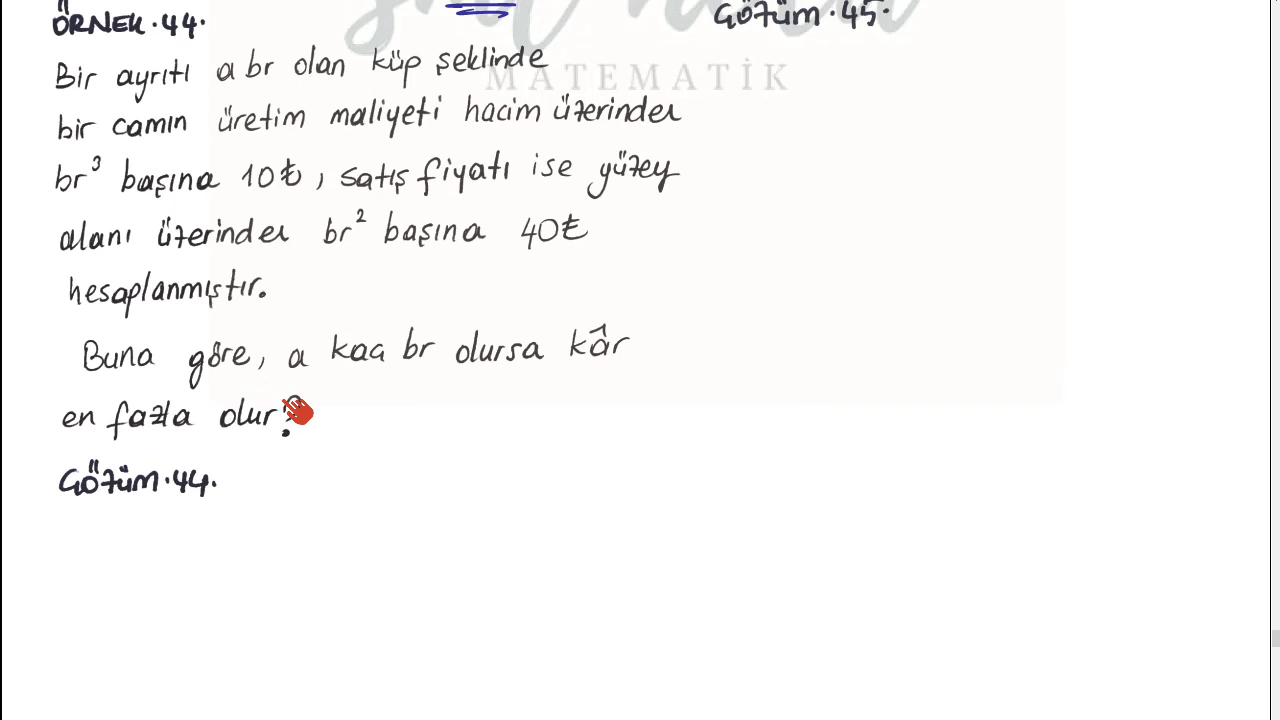 ÖRNEK.44.
Bir ayrıtı a br olan küp şeklinde
bir camın üretim maliyeti hacim üzerinden
br³ başına 10₺, satış fiyatı ise yüzey
alanı üzerinden br² başına 40₺
hesaplanmıştır.
Buna göre, a kaç br olursa kâr
en fazla olur?
ÇÖZÜM.44.
ÇÖZÜM.45.
MATEMATİK